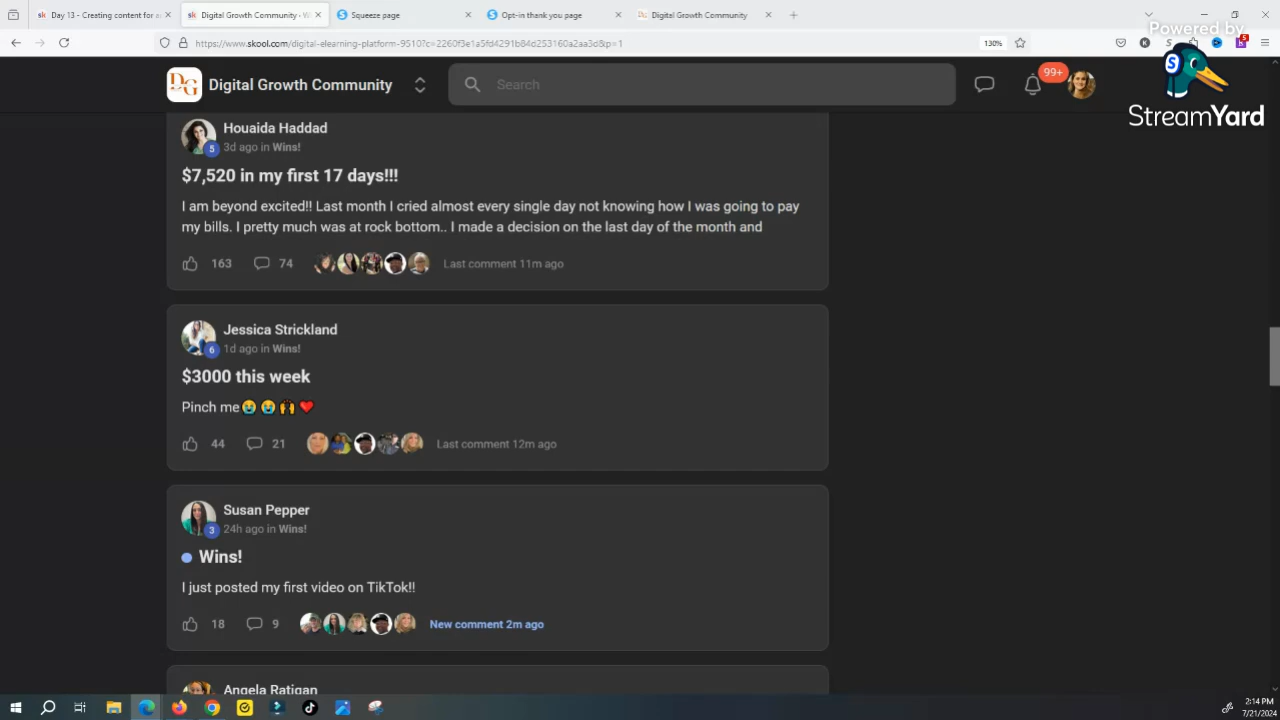 Day 13 - Creating content for a
Digital Growth Community - W
Squeeze page
Opt-in thank you page
Digital Growth Community
https://www.skool.com/digital-elearning-platform-9510?c=2260f3e1a5fd4291b84d253160a2aa3d&p=1
130%
Powered by
StreamYard
DG
Digital Growth Community
Search
99+
Houaida Haddad
5
3d ago in Wins!
$7,520 in my first 17 days!!!
I am beyond excited!! Last month I cried almost every single day not knowing how I was going to pay
my bills. I pretty much was at rock bottom.. I made a decision on the last day of the month and
163
74
Last comment 11m ago
Jessica Strickland
6
1d ago in Wins!
$3000 this week
Pinch me😭😭🙌❤️
44
21
Last comment 12m ago
Susan Pepper
3
24h ago in Wins!
Wins!
I just posted my first video on TikTok!!
18
9
New comment 2m ago
Angela Ratigan
2:14 PM
7/21/2024